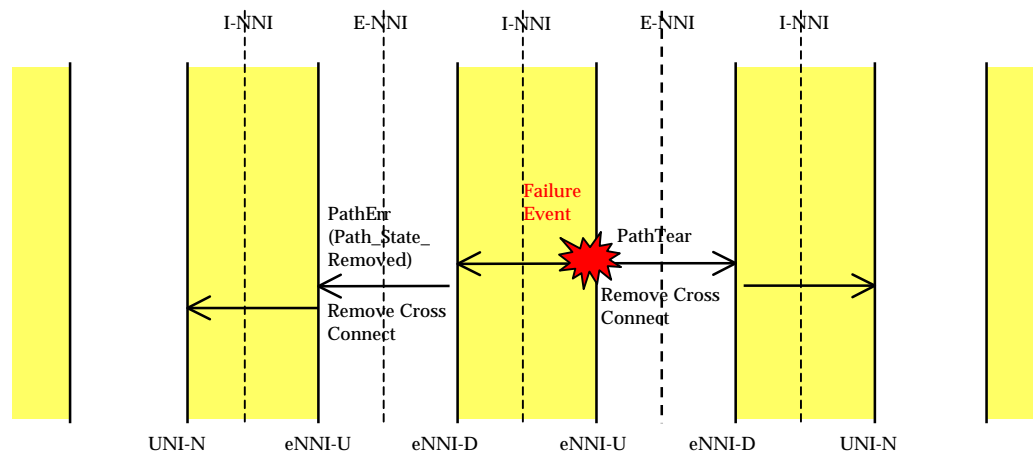 I-NNI E-NNI I-NNI E-NNI I-NNI
Failure
Event
PathErr
(Path_State_
Removed)
PathTear
Remove Cross
Connect
Remove Cross
Connect
UNI-N eNNI-U eNNI-D eNNI-U eNNI-D UNI-N